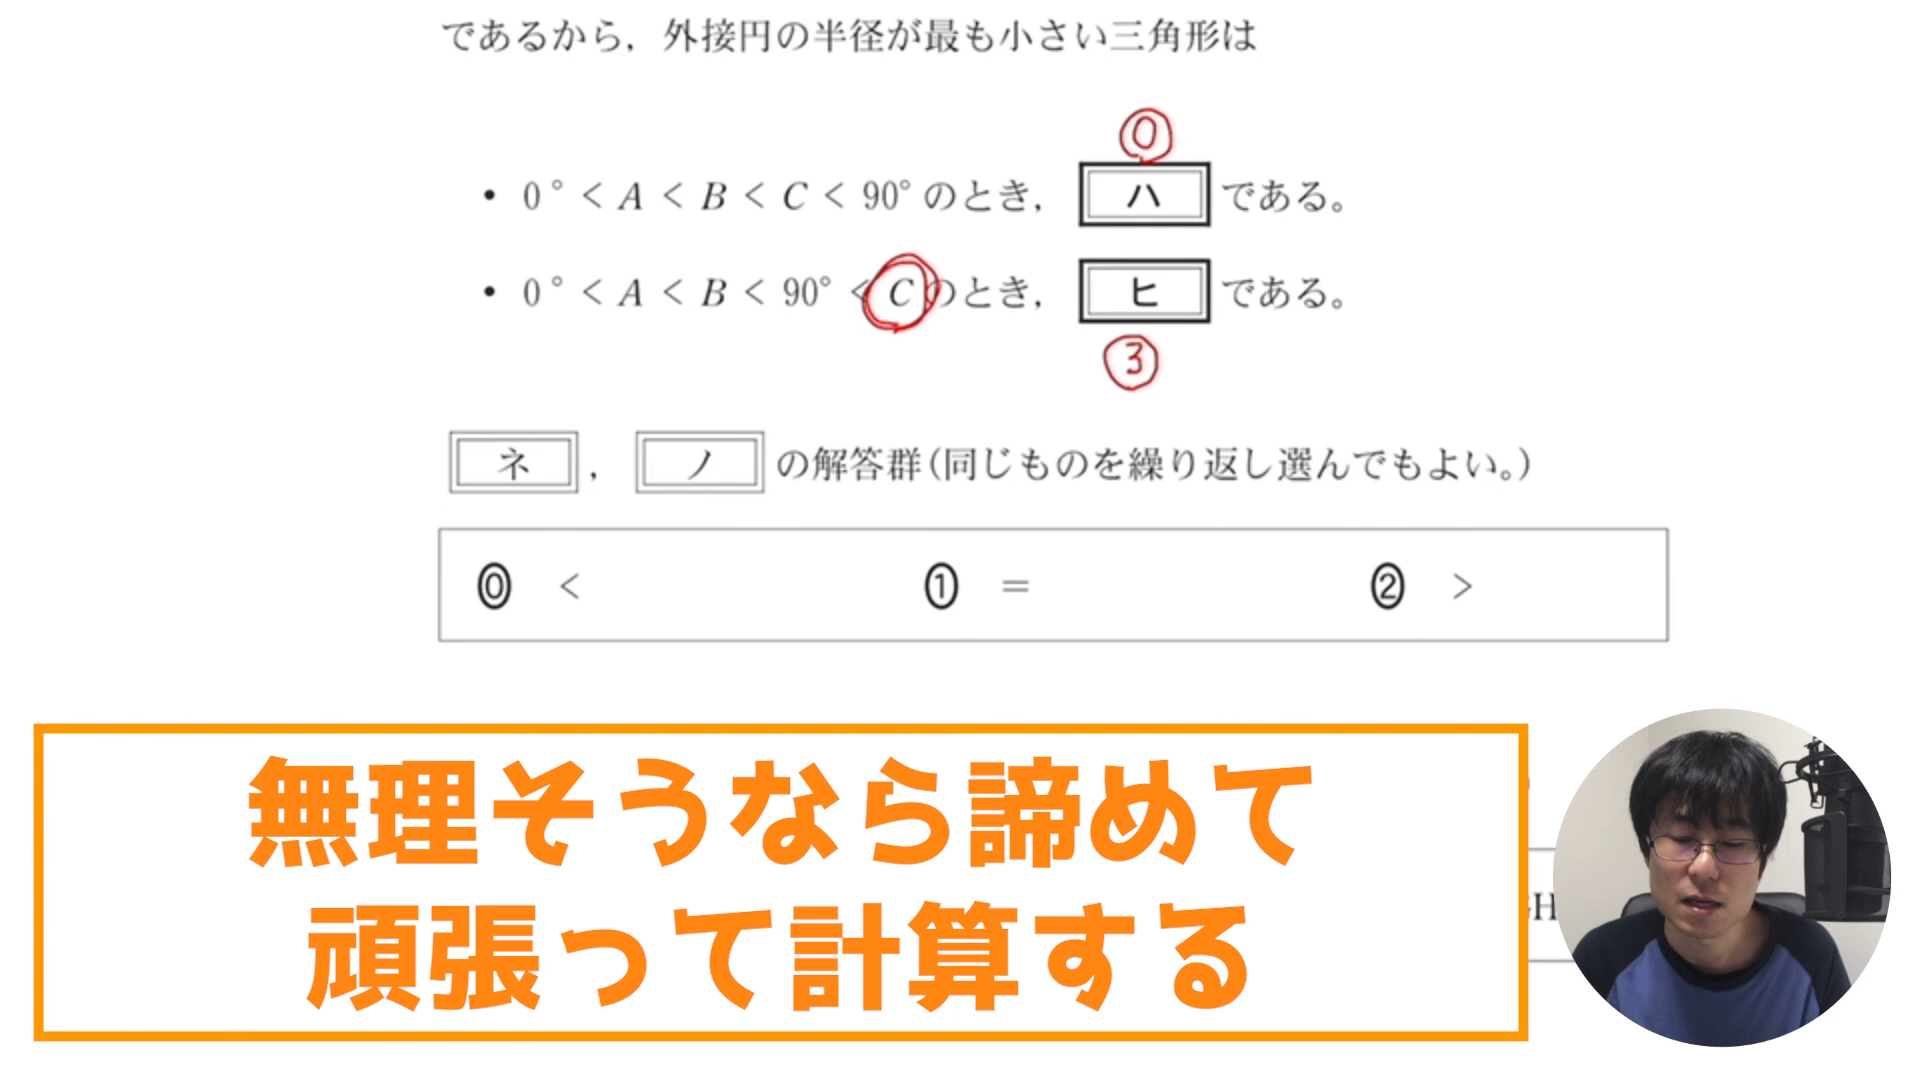 であるから，外接円の半径が最も小さい三角形は
⓪
• 0° < A < B < C < 90° のとき， ハ である。
• 0° < A < B < 90° < C のとき， ヒ である。
③
ネ ， ノ の解答群(同じものを繰り返し選んでもよい。)
⓪ < ① = ② >
無理そうなら諦めて
頑張って計算する